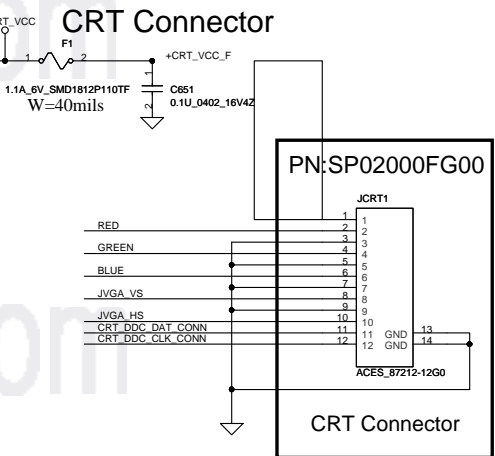 CRT_VCC
CRT Connector
F1
1 2
+CRT_VCC_F
1.1A_6V_SMD1812P110TF
W=40mils
1
2
C651
0.1U_0402_16V4Z
PN:SP02000FG00
JCRT1
1 1
RED 2 2
3 3
GREEN 4 4
5 5
BLUE 6 6
7 7
JVGA_VS 8 8
9 9
JVGA_HS 10 10
CRT_DDC_DAT_CONN 11 11 GND 13
CRT_DDC_CLK_CONN 12 12 GND 14
ACES_87212-12G0
CRT Connector
com